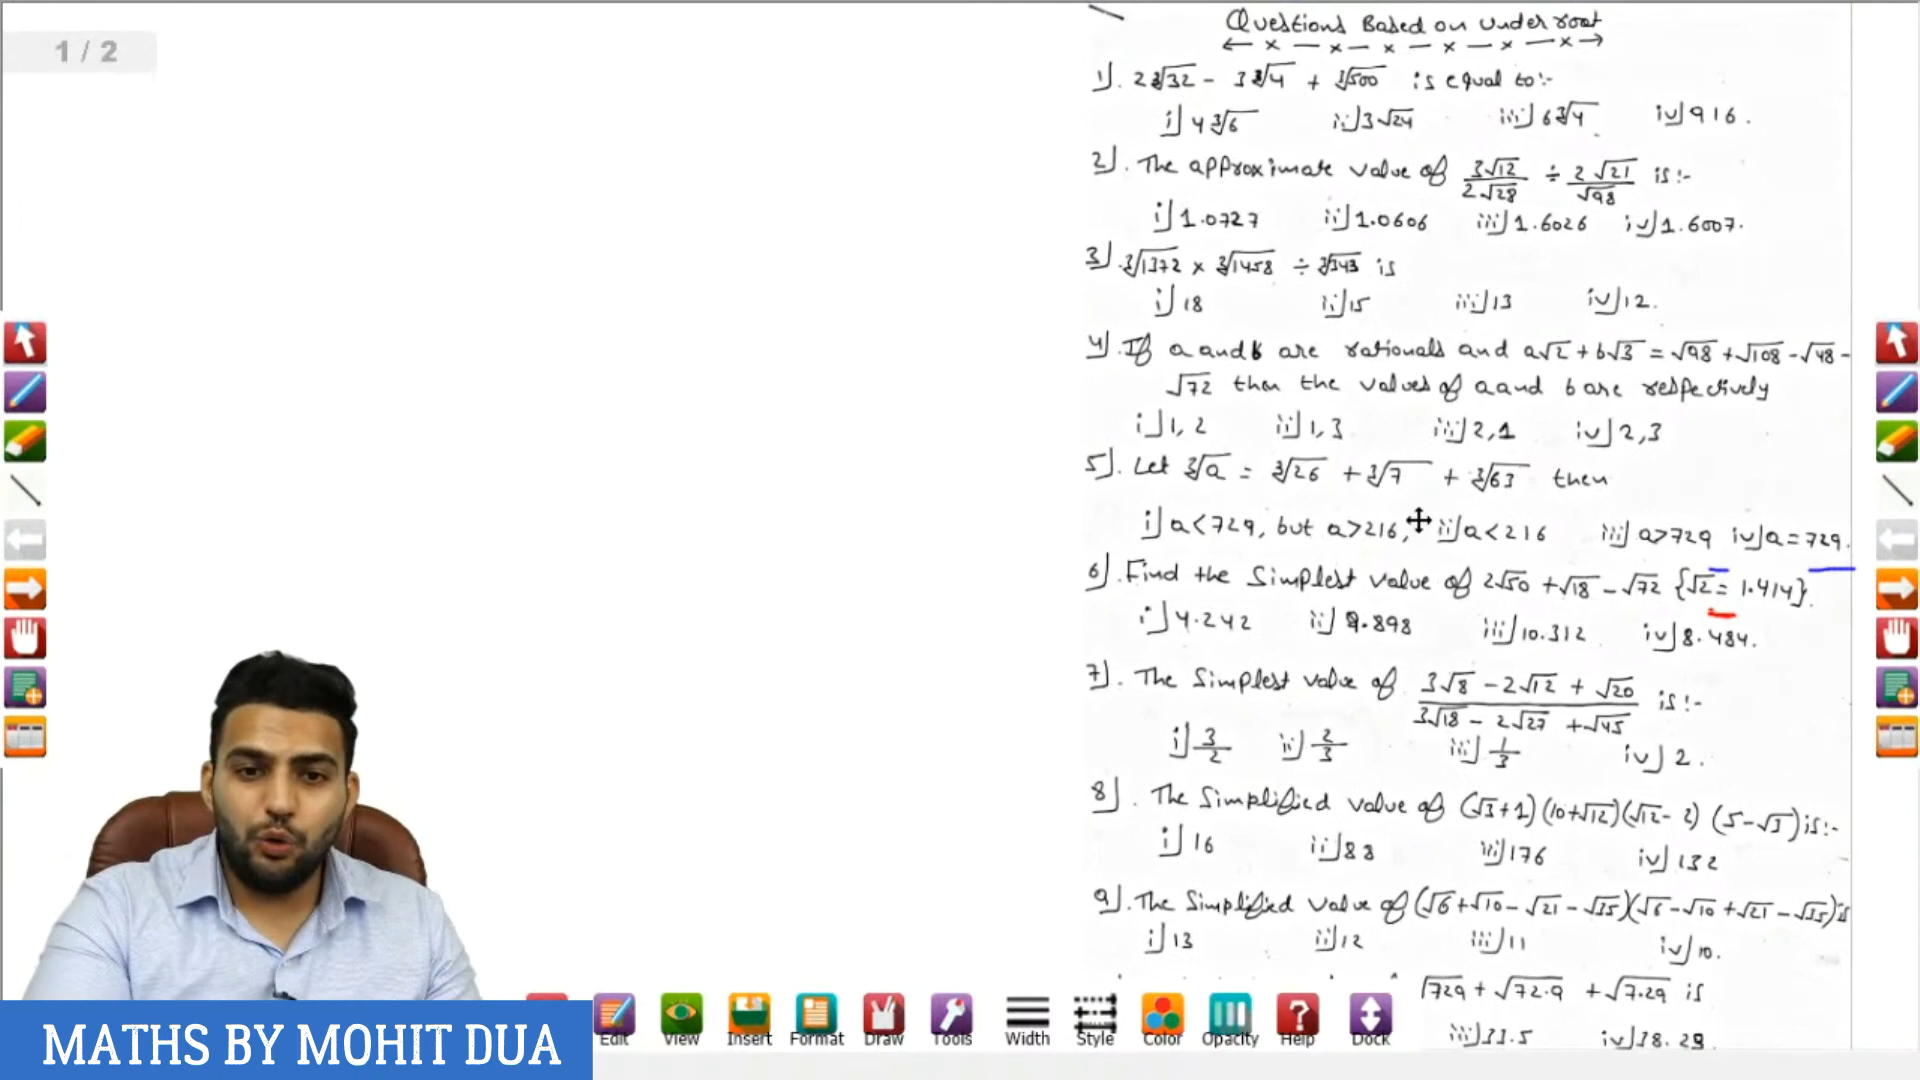 1 / 2
Questions Based on Under root
1). 2∛32 - 3∛4 + ∛500 is equal to:-
i) 4∛6 ii) 3√24 iii) 6∛4 iv) 916.
2). The approximate value of 3√12/2√28 ÷ 2√21/√98 is:-
i) 1.0727 ii) 1.0606 iii) 1.6026 iv) 1.6007.
3). ∛1372 × ∛1458 ÷ ∛343 is
i) 18 ii) 15 iii) 13 iv) 12.
4). If a and b are rationals and a√2 + b√3 = √98 + √108 - √48 -
√72 then the values of a and b are respectively
i) 1, 2 ii) 1, 3 iii) 2, 1 iv) 2, 3
5). Let ∛a = ∛26 + ∛7 + ∛63 then
i) a<729, but a>216, ii) a<216 iii) a>729 iv) a=729.
6). Find the simplest value of 2√50 + √18 - √72 {√2 = 1.414}.
i) 4.242 ii) 9.898 iii) 10.312 iv) 8.484.
7). The simplest value of (3√8 - 2√12 + √20)/(3√18 - 2√27 + √45) is:-
i) 3/2 ii) 2/3 iii) 1/3 iv) 2.
8). The simplified value of (√3+1)(10+√12)(√12-2)(5-√3) is:-
i) 16 ii) 88 iii) 176 iv) 132
9). The simplified value of (√6+√10-√21-√35)(√6-√10+√21-√35) is
i) 13 ii) 12 iii) 11 iv) 10.
√729 + √72.9 + √7.29 is
iii) 33.5 iv) 38.28
Edit View Insert Format Draw Tools Width Style Color Opacity Help Dock
MATHS BY MOHIT DUA